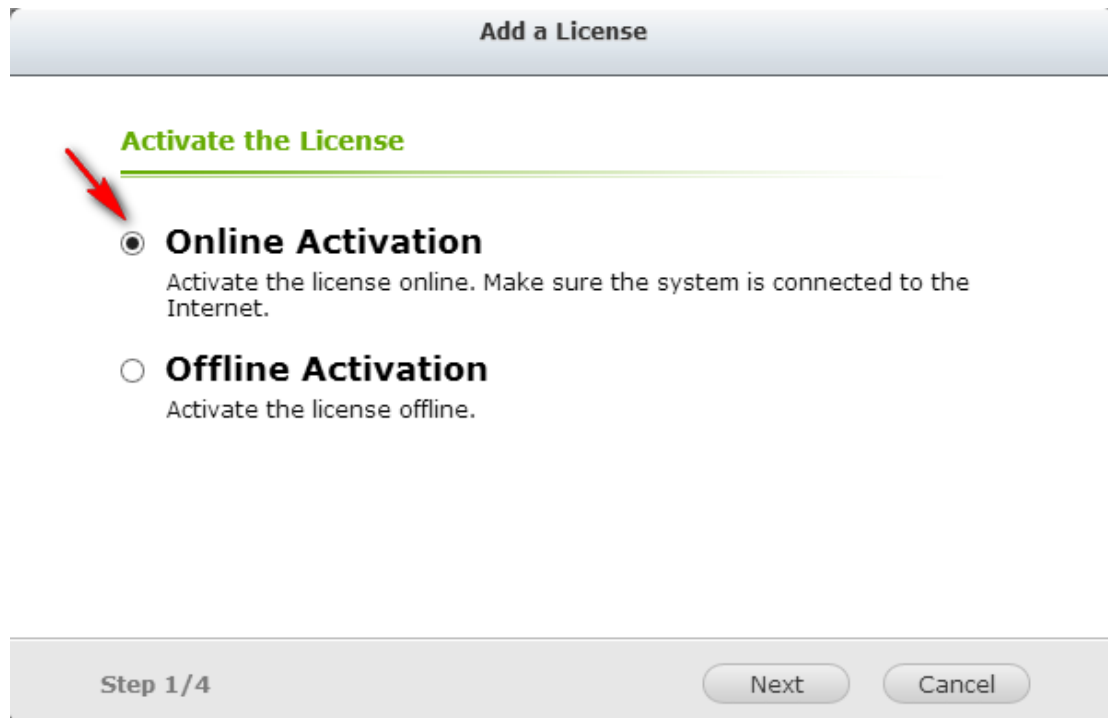 Add a License
Activate the License
Online Activation
Activate the license online. Make sure the system is connected to the
Internet.
Offline Activation
Activate the license offline.
Step 1/4
Next
Cancel